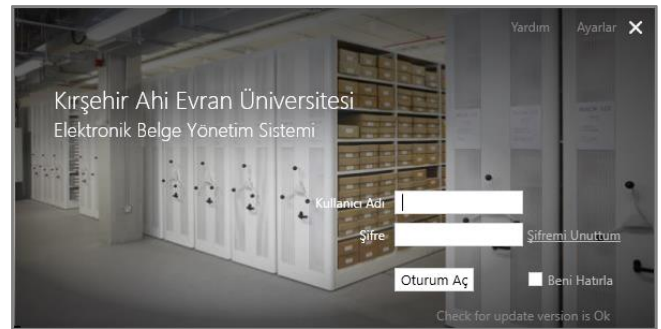 Yardım Ayarlar
Kırşehir Ahi Evran Üniversitesi
Elektronik Belge Yönetim Sistemi
Kullanıcı Adı
Şifre Şifremi Unuttum
Oturum Aç Beni Hatırla
Check for update version is Ok